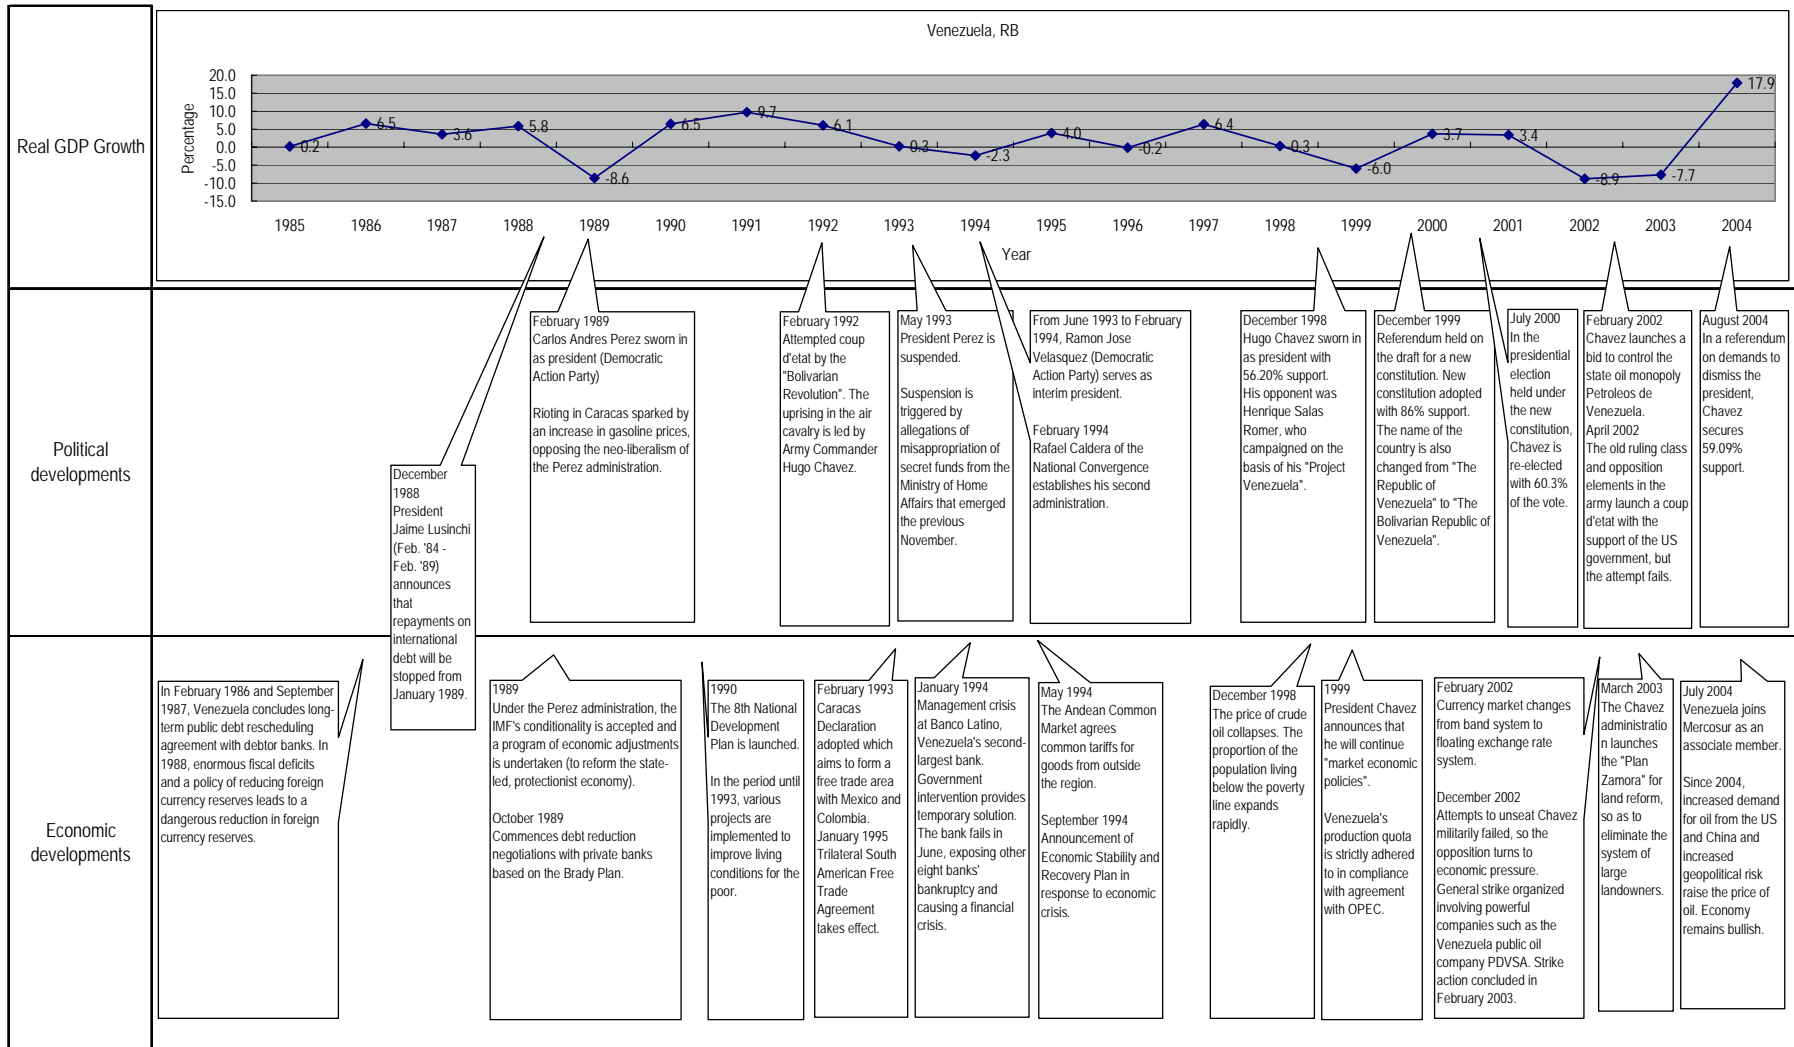 Venezuela, RB
Real GDP Growth
Percentage
20.0
15.0
10.0
5.0
0.0
-5.0
-10.0
-15.0
0.2
6.5
3.6
5.8
-8.6
6.5
9.7
6.1
0.3
-2.3
4.0
-0.2
6.4
0.3
-6.0
3.7
3.4
-8.9
-7.7
17.9
1985 1986 1987 1988 1989 1990 1991 1992 1993 1994 1995 1996 1997 1998 1999 2000 2001 2002 2003 2004
Year
Political
developments
December
1988
President
Jaime Lusinchi
(Feb. '84 -
Feb. '89)
announces
that
repayments on
international
debt will be
stopped from
January 1989.
February 1989
Carlos Andres Perez sworn in
as president (Democratic
Action Party)
Rioting in Caracas sparked by
an increase in gasoline prices,
opposing the neo-liberalism of
the Perez administration.
February 1992
Attempted coup
d'etat by the
"Bolivarian
Revolution". The
uprising in the air
cavalry is led by
Army Commander
Hugo Chavez.
May 1993
President Perez is
suspended.
Suspension is
triggered by
allegations of
misappropriation of
secret funds from the
Ministry of Home
Affairs that emerged
the previous
November.
From June 1993 to February
1994, Ramon Jose
Velasquez (Democratic
Action Party) serves as
interim president.
February 1994
Rafael Caldera of the
National Convergence
establishes his second
administration.
December 1998
Hugo Chavez sworn in
as president with
56.20% support.
His opponent was
Henrique Salas
Romer, who
campaigned on the
basis of his "Project
Venezuela".
December 1999
Referendum held on
the draft for a new
constitution. New
constitution adopted
with 86% support.
The name of the
country is also
changed from "The
Republic of
Venezuela" to "The
Bolivarian Republic of
Venezuela".
July 2000
In the
presidential
election
held under
the new
constitution,
Chavez is
re-elected
with 60.3%
of the vote.
February 2002
Chavez launches a
bid to control the
state oil monopoly
Petroleos de
Venezuela.
April 2002
The old ruling class
and opposition
elements in the
army launch a coup
d'etat with the
support of the US
government, but
the attempt fails.
August 2004
In a referendum
on demands to
dismiss the
president,
Chavez
secures
59.09%
support.
Economic
developments
In February 1986 and September
1987, Venezuela concludes long-
term public debt rescheduling
agreement with debtor banks. In
1988, enormous fiscal deficits
and a policy of reducing foreign
currency reserves leads to a
dangerous reduction in foreign
currency reserves.
1989
Under the Perez administration, the
IMF's conditionality is accepted and
a program of economic adjustments
is undertaken (to reform the state-
led, protectionist economy).
October 1989
Commences debt reduction
negotiations with private banks
based on the Brady Plan.
1990
The 8th National
Development
Plan is launched.
In the period until
1993, various
projects are
implemented to
improve living
conditions for the
poor.
February 1993
Caracas
Declaration
adopted which
aims to form a
free trade area
with Mexico and
Colombia.
January 1995
Trilateral South
American Free
Trade
Agreement
takes effect.
January 1994
Management crisis
at Banco Latino,
Venezuela's second-
largest bank.
Government
intervention provides
temporary solution.
The bank fails in
June, exposing other
eight banks'
bankruptcy and
causing a financial
crisis.
May 1994
The Andean Common
Market agrees
common tariffs for
goods from outside
the region.
September 1994
Announcement of
Economic Stability and
Recovery Plan in
response to economic
crisis.
December 1998
The price of crude
oil collapses. The
proportion of the
population living
below the poverty
line expands
rapidly.
1999
President Chavez
announces that
he will continue
"market economic
policies".
Venezuela's
production quota
is strictly adhered
to in compliance
with agreement
with OPEC.
February 2002
Currency market changes
from band system to
floating exchange rate
system.
December 2002
Attempts to unseat Chavez
militarily failed, so the
opposition turns to
economic pressure.
General strike organized
involving powerful
companies such as the
Venezuela public oil
company PDVSA. Strike
action concluded in
February 2003.
March 2003
The Chavez
administratio
n launches
the "Plan
Zamora" for
land reform,
so as to
eliminate the
system of
large
landowners.
July 2004
Venezuela joins
Mercosur as an
associate member.
Since 2004,
increased demand
for oil from the US
and China and
increased
geopolitical risk
raise the price of
oil. Economy
remains bullish.